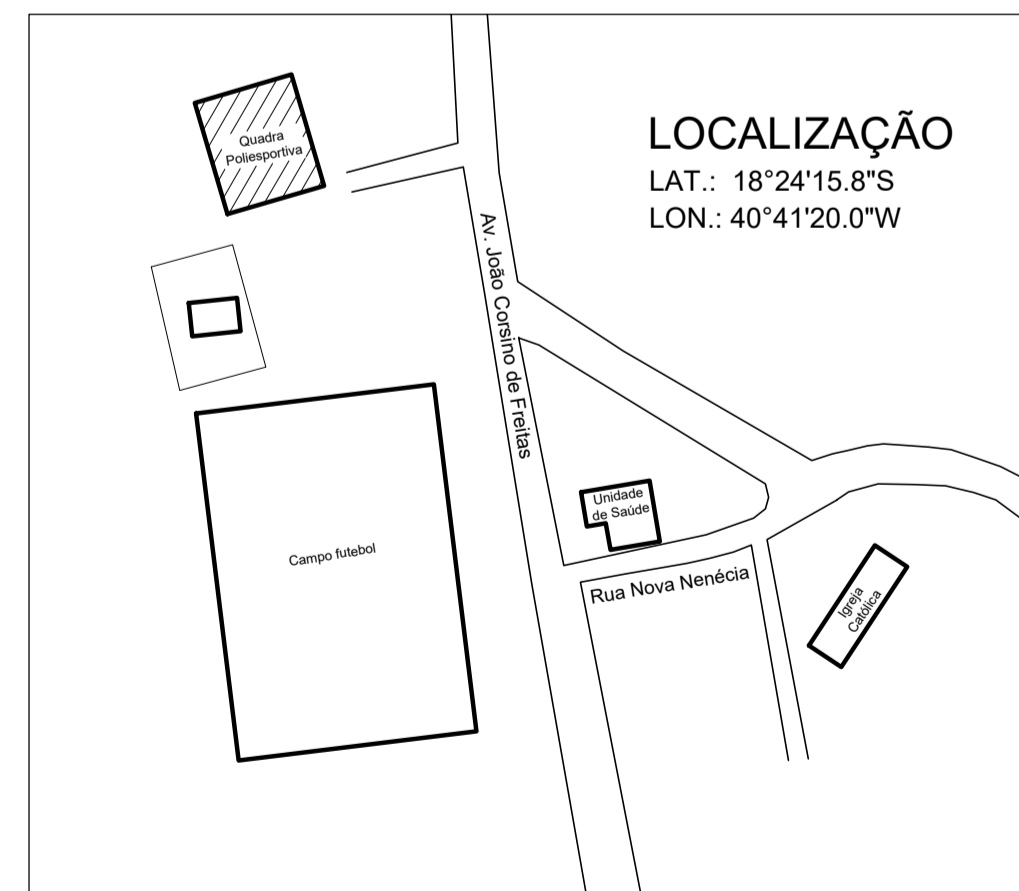 LOCALIZAÇÃO
LAT.: 18°24'15.8"S
LON.: 40°41'20.0"W
Quadra
Poliesportiva
Av. João Corsino de Freitas
Unidade
de Saúde
Campo futebol
Rua Nova Nenécia
Igreja
Católica